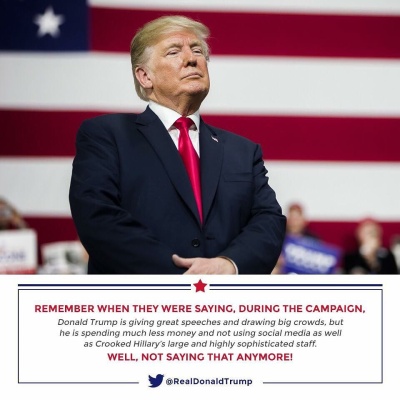 REMEMBER WHEN THEY WERE SAYING, DURING THE CAMPAIGN,
Donald Trump is giving great speeches and drawing big crowds, but
he is spending much less money and not using social media as well
as Crooked Hillary's large and highly sophisticated staff.
WELL, NOT SAYING THAT ANYMORE!
@RealDonaldTrump